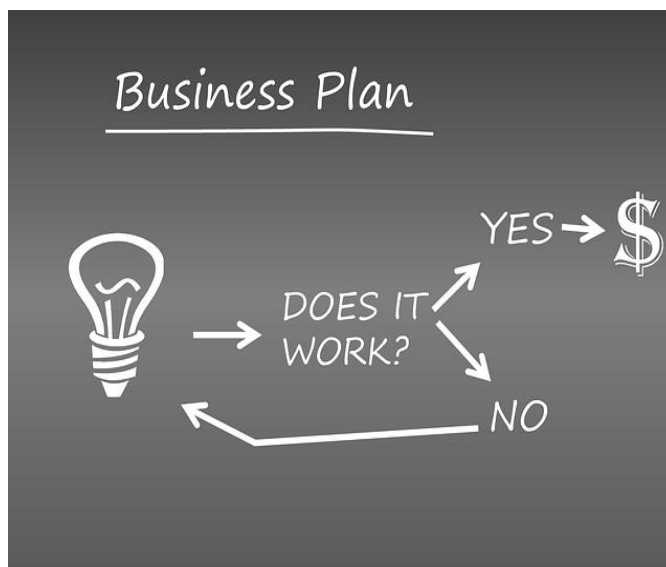 Business Plan
YES
$
DOES IT
WORK?
NO